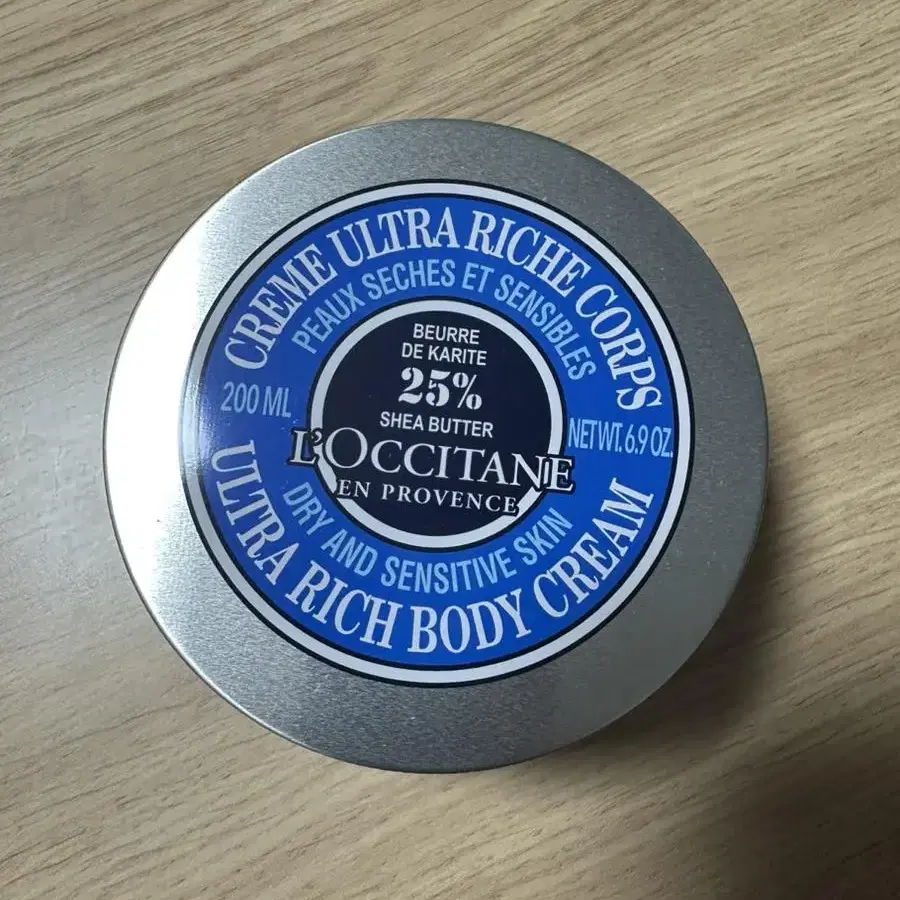 CREME ULTRA RICHE CORPS
PEAUX SECHES ET SENSIBLES
BEURRE
DE KARITE
25%
SHEA BUTTER
200 ML
NET WT. 6.9 OZ.
L'OCCITANE
EN PROVENCE
DRY AND SENSITIVE SKIN
ULTRA RICH BODY CREAM